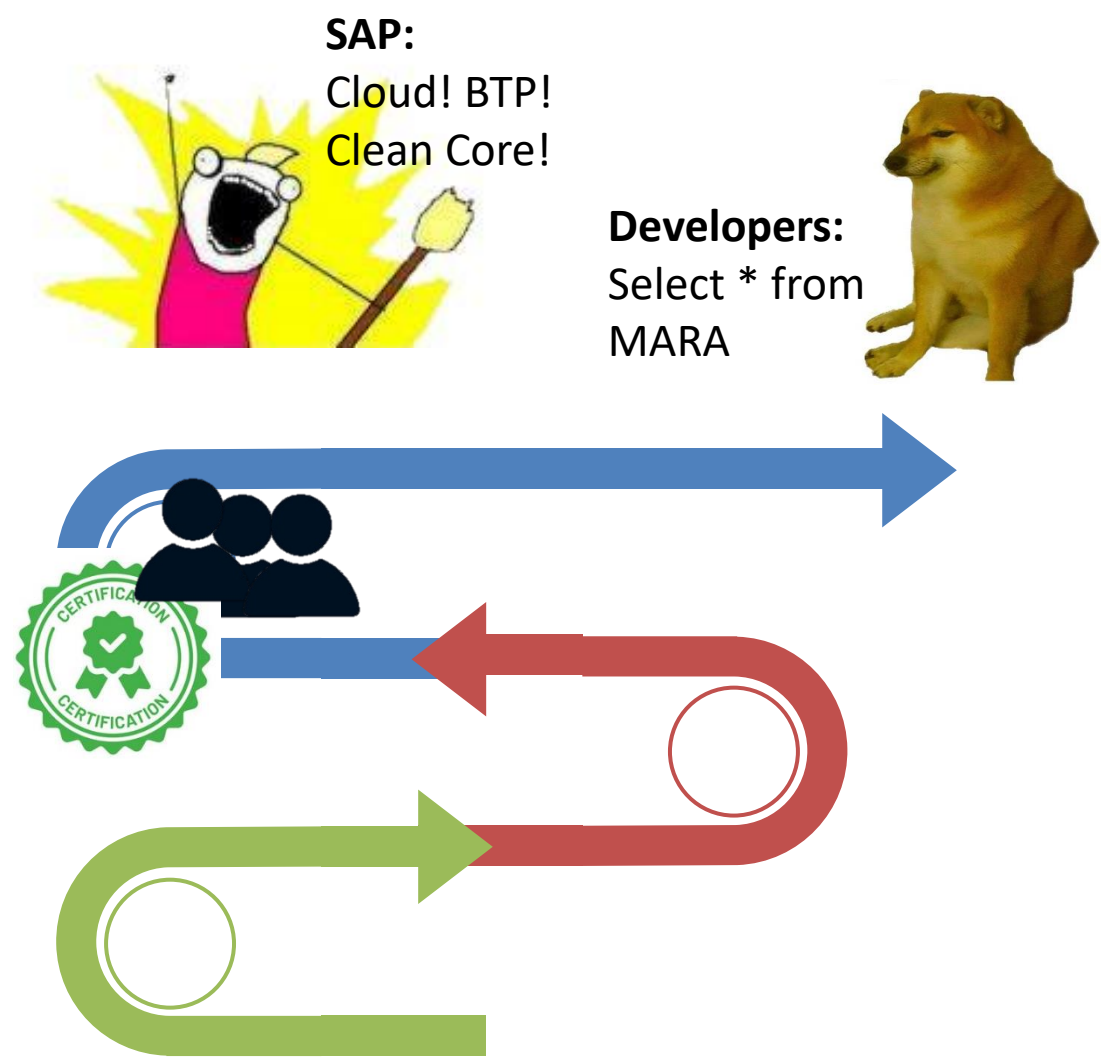 SAP:
Cloud! BTP!
Clean Core!
Developers:
Select * from
MARA
CERTIFICATION
CERTIFICATION